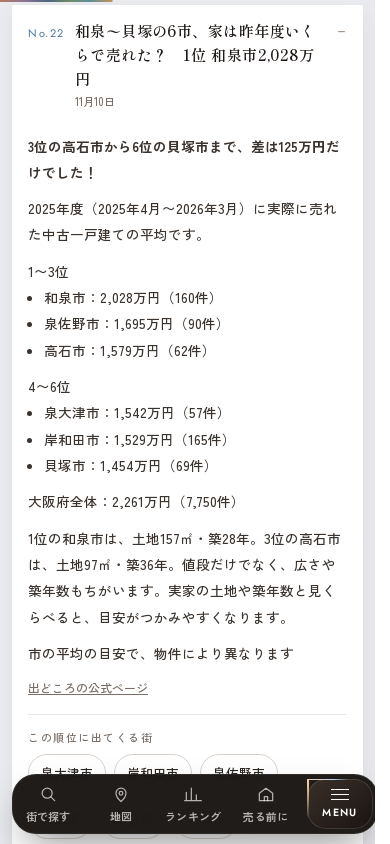 No.22
和泉〜貝塚の6市、家は昨年度いく
らで売れた？　1位 和泉市2,028万
円
－
11月10日
3位の高石市から6位の貝塚市まで、差は125万円だ
けでした！
2025年度（2025年4月〜2026年3月）に実際に売れ
た中古一戸建ての平均です。
1〜3位
• 和泉市：2,028万円（160件）
• 泉佐野市：1,695万円（90件）
• 高石市：1,579万円（62件）
4〜6位
• 泉大津市：1,542万円（57件）
• 岸和田市：1,529万円（165件）
• 貝塚市：1,454万円（69件）
大阪府全体：2,261万円（7,750件）
1位の和泉市は、土地157㎡・築28年。3位の高石市
は、土地97㎡・築36年。値段だけでなく、広さや
築年数もちがいます。実家の土地や築年数と見く
らべると、目安がつかみやすくなります。
市の平均の目安で、物件により異なります
出どころの公式ページ
この順位に出てくる街
泉大津市　岸和田市　泉佐野市
街で探す　地図　ランキング　売る前に　MENU